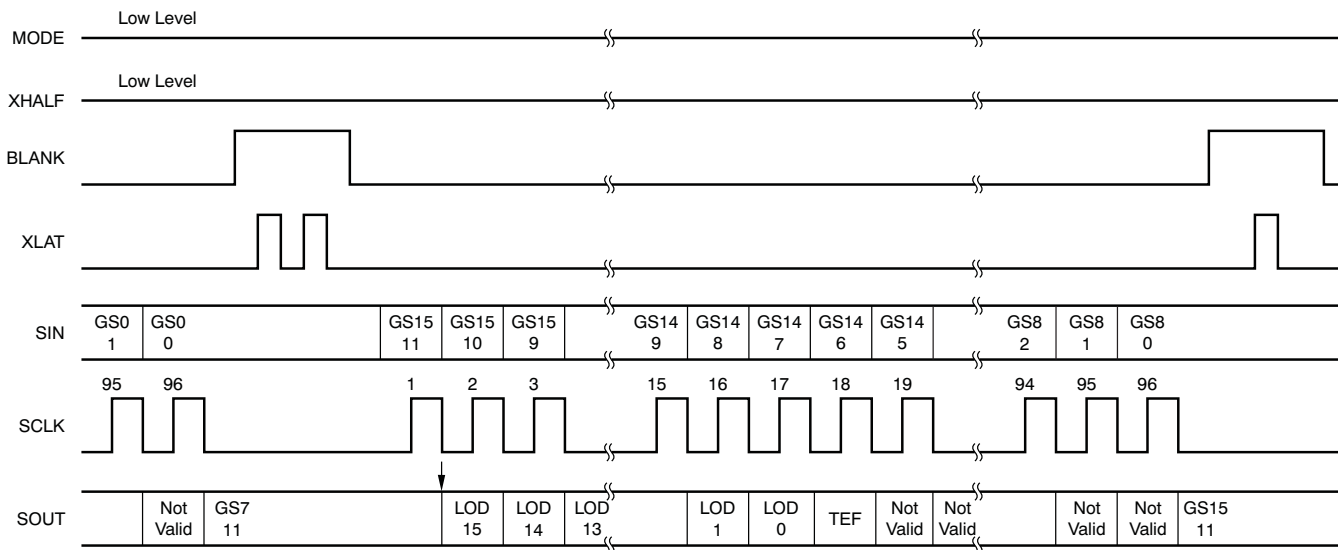 Low Level
MODE
Low Level
XHALF
BLANK
XLAT
SIN
GS0 1
GS0 0
GS15 11
GS15 10
GS15 9
GS14 9
GS14 8
GS14 7
GS14 6
GS14 5
GS8 2
GS8 1
GS8 0
SCLK
95 96 1 2 3 15 16 17 18 19 94 95 96
SOUT
Not Valid
GS7 11
LOD 15
LOD 14
LOD 13
LOD 1
LOD 0
TEF
Not Valid
Not Valid
Not Valid
Not Valid
GS15 11